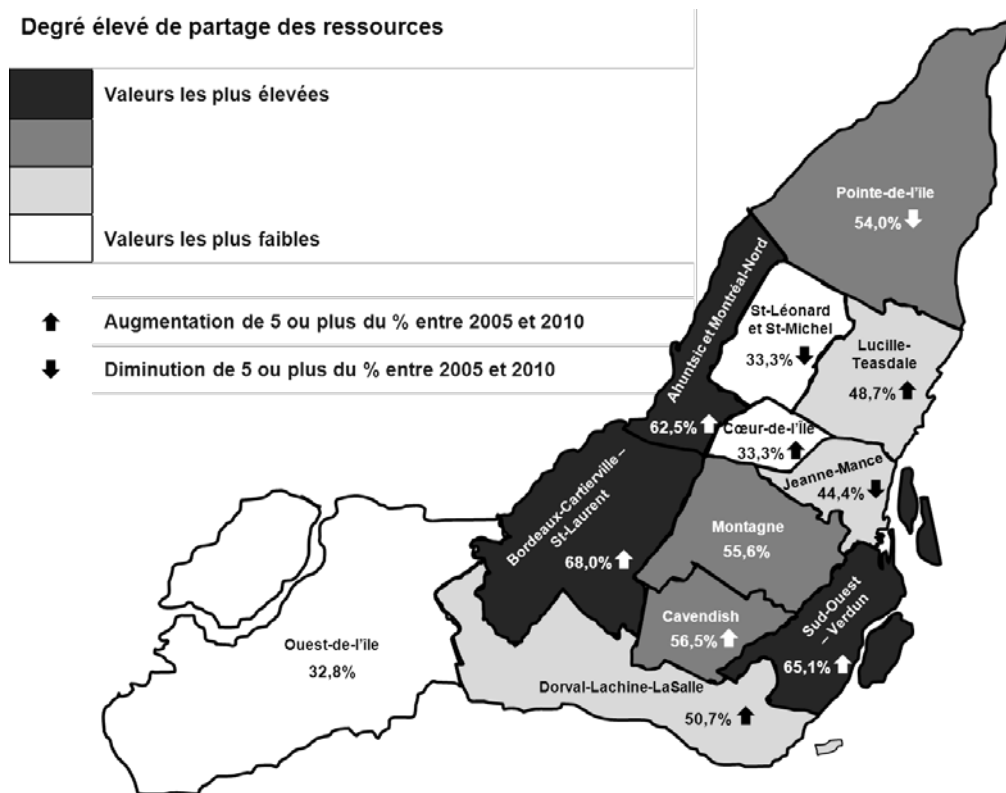 Degré élevé de partage des ressources
Valeurs les plus élevées
Valeurs les plus faibles
Augmentation de 5 ou plus du % entre 2005 et 2010
Diminution de 5 ou plus du % entre 2005 et 2010
Pointe-de-l'île
54,0%
Ahuntsic et Montréal-Nord
62,5%
St-Léonard
et St-Michel
33,3%
Lucille-
Teasdale
48,7%
Cœur-de-l'Île
33,3%
Jeanne-Mance
44,4%
Bordeaux-Cartierville –
St-Laurent
68,0%
Montagne
55,6%
Cavendish
56,5%
Sud-Ouest
– Verdun
65,1%
Ouest-de-l'île
32,8%
Dorval-Lachine-LaSalle
50,7%